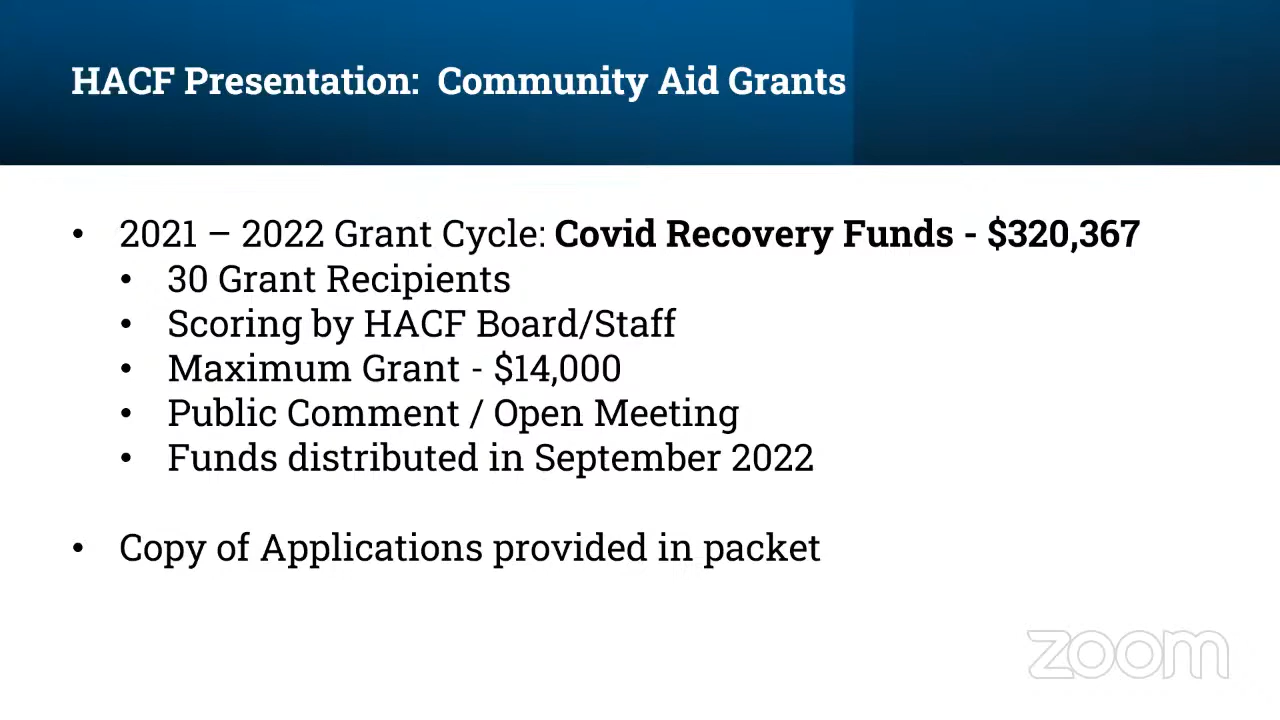 HACF Presentation: Community Aid Grants
• 2021 – 2022 Grant Cycle: Covid Recovery Funds - $320,367
• 30 Grant Recipients
• Scoring by HACF Board/Staff
• Maximum Grant - $14,000
• Public Comment / Open Meeting
• Funds distributed in September 2022
• Copy of Applications provided in packet
zoom